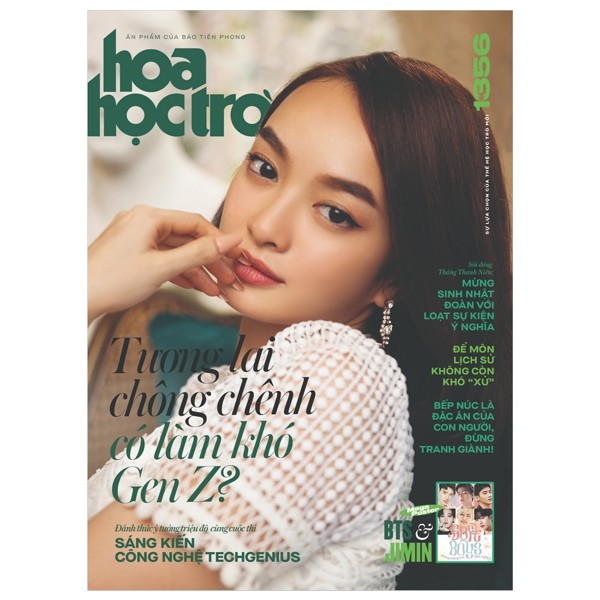 ẤN PHẨM CỦA BÁO TIỀN PHONG
hoa
học trò
1356
SỰ LỰA CHỌN CỦA THẾ HỆ HỌC TRÒ MỚI
Sôi động
Tháng Thanh Niên:
MỪNG
SINH NHẬT
ĐOÀN VỚI
LOẠT SỰ KIỆN
Ý NGHĨA
ĐỂ MÔN
LỊCH SỬ
KHÔNG CÒN
KHÓ “XỬ”
BẾP NÚC LÀ
ĐẶC ÂN CỦA
CON NGƯỜI,
ĐỪNG
TRANH GIÀNH!
Tương lai
chông chênh
có làm khó
Gen Z?
Đánh thức ý tưởng triệu đô cùng cuộc thi
SÁNG KIẾN
CÔNG NGHỆ TECHGENIUS
Mega
Poster
BTS &
JIMIN